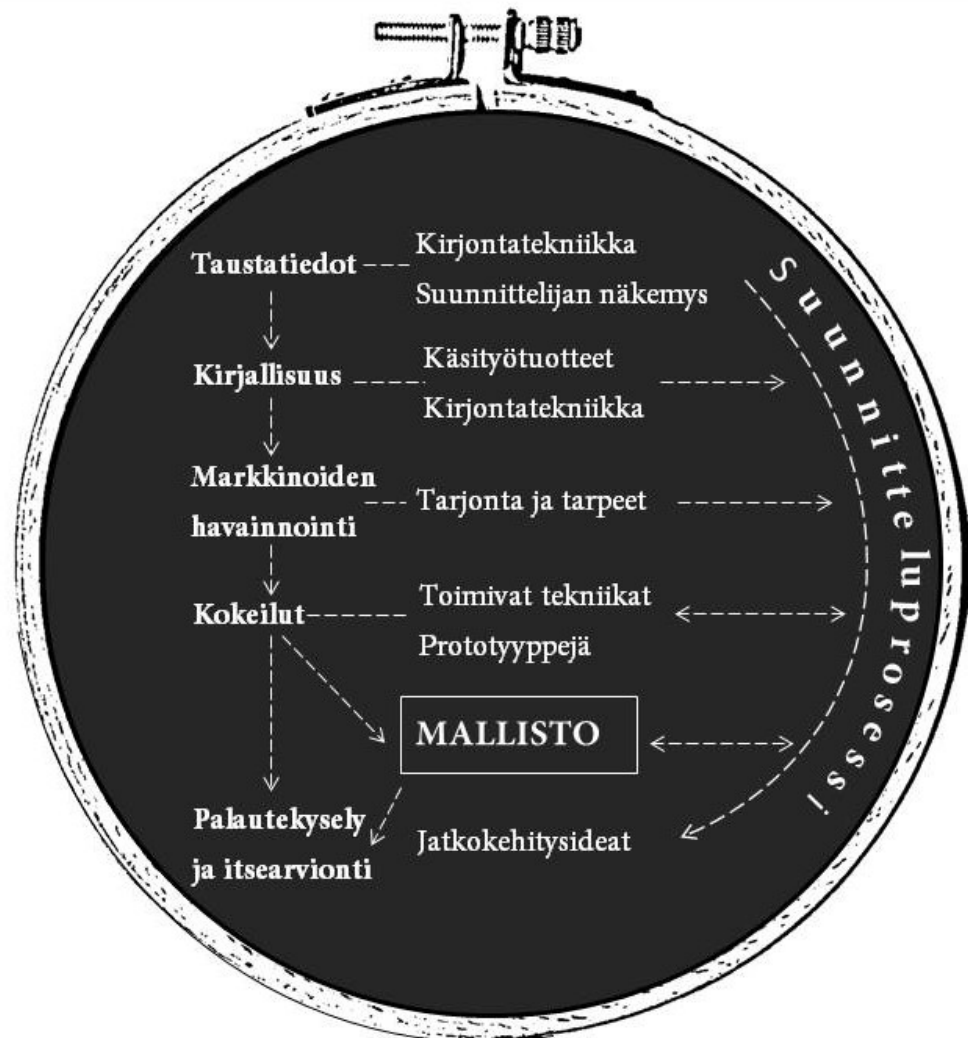 Taustatiedot
Kirjontatekniikka
Suunnittelijan näkemys
Kirjallisuus
Käsityötuotteet
Kirjontatekniikka
Markkinoiden
havainnointi
Tarjonta ja tarpeet
Kokeilut
Toimivat tekniikat
Prototyyppejä
MALLISTO
Palautekysely
ja itsearvionti
Jatkokehitysideat
Suunnitteluprosessi